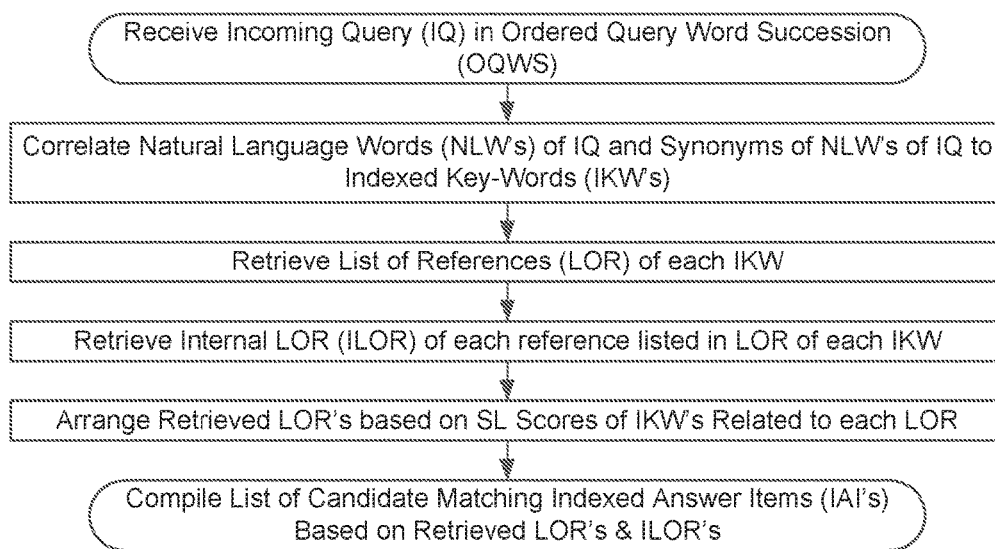 Receive Incoming Query (IQ) in Ordered Query Word Succession
(OQWS)
Correlate Natural Language Words (NLW's) of IQ and Synonyms of NLW's of IQ to
Indexed Key-Words (IKW's)
Retrieve List of References (LOR) of each IKW
Retrieve Internal LOR (ILOR) of each reference listed in LOR of each IKW
Arrange Retrieved LOR's based on SL Scores of IKW's Related to each LOR
Compile List of Candidate Matching Indexed Answer Items (IAI's)
Based on Retrieved LOR's & ILOR's